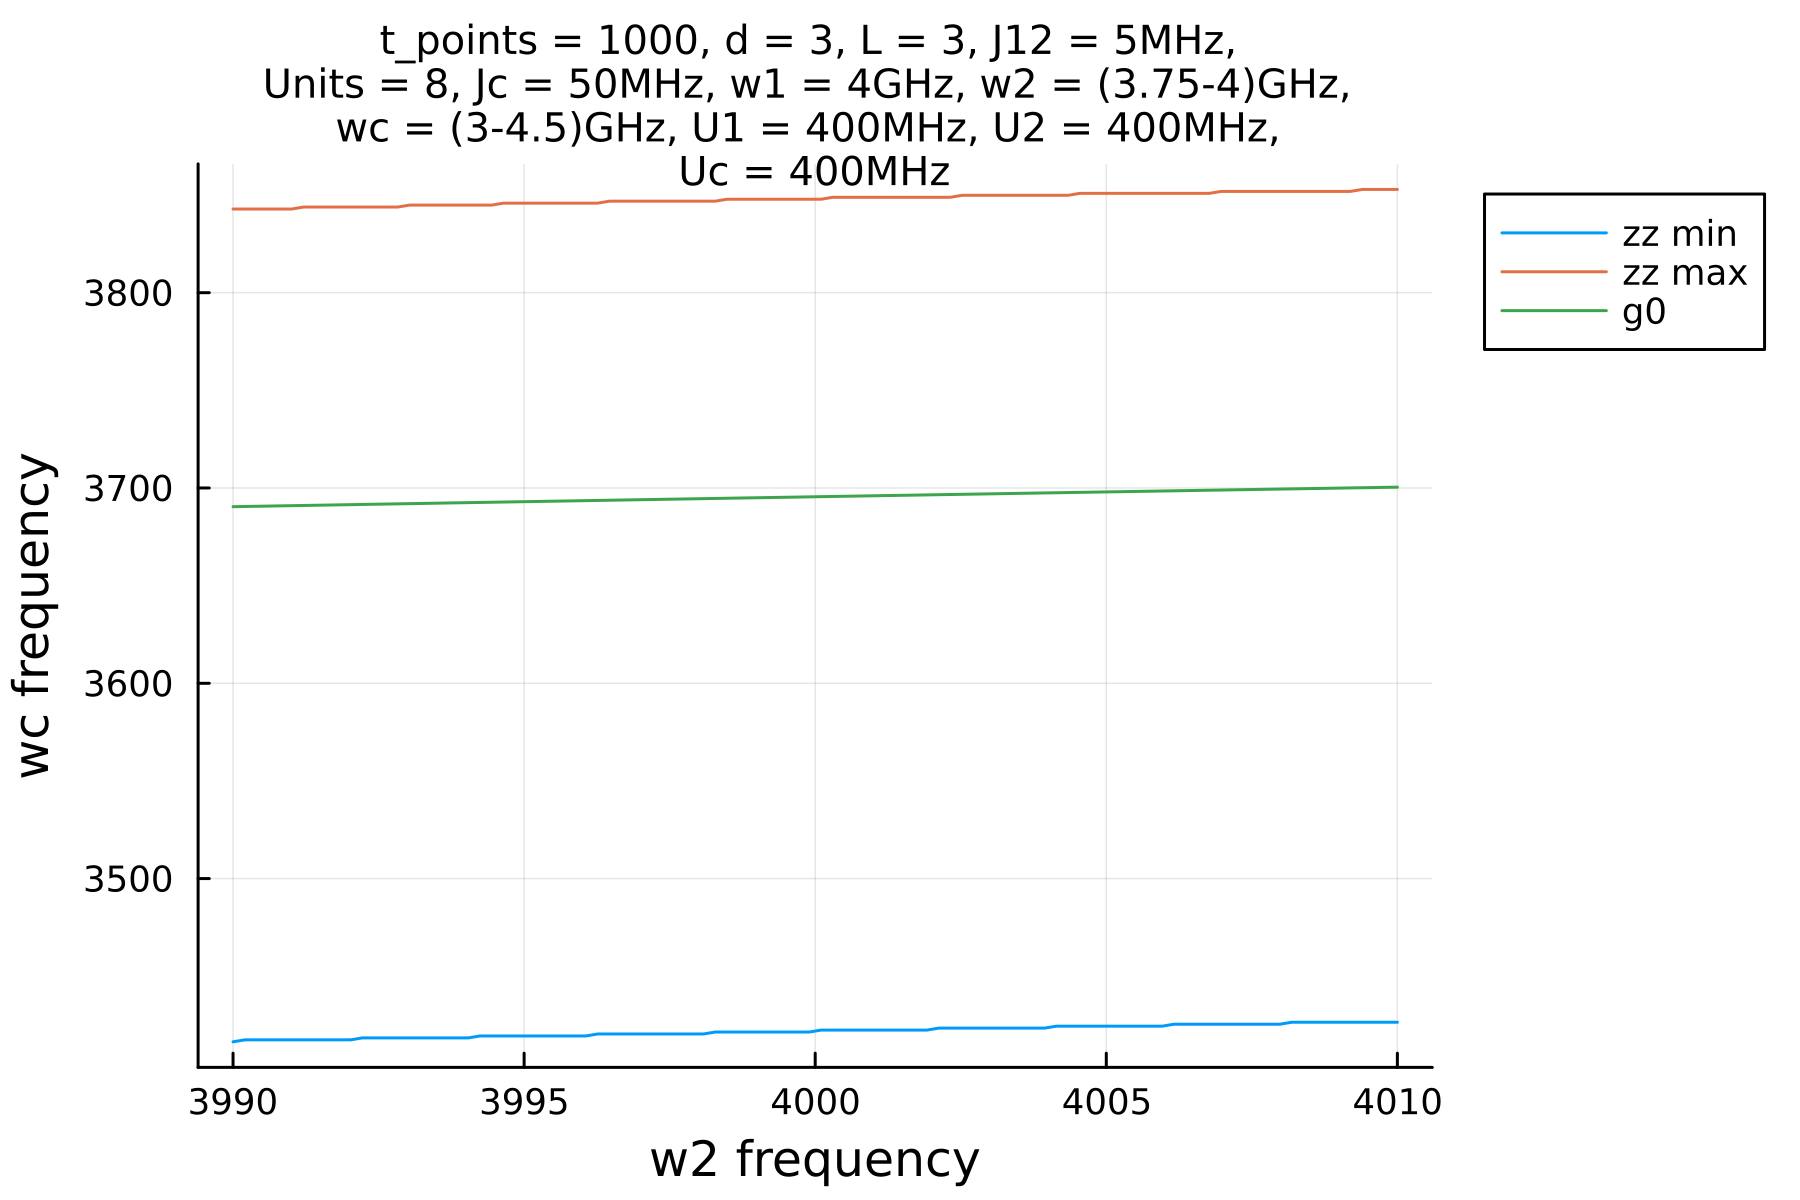 t_points = 1000, d = 3, L = 3, J12 = 5MHz,
Units = 8, Jc = 50MHz, w1 = 4GHz, w2 = (3.75-4)GHz,
wc = (3-4.5)GHz, U1 = 400MHz, U2 = 400MHz,
Uc = 400MHz
zz min
zz max
g0
wc frequency
3800
3700
3600
3500
3990 3995 4000 4005 4010
w2 frequency